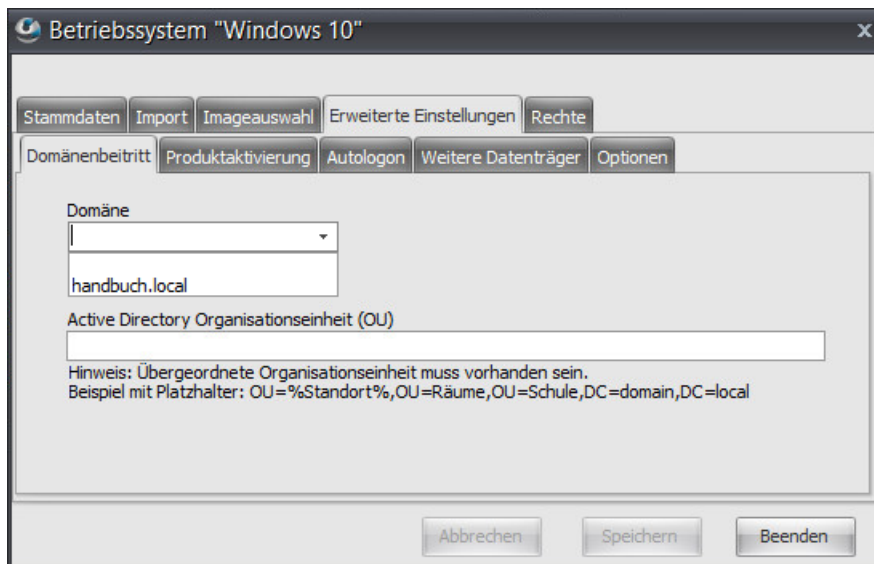 Betriebssystem "Windows 10"
x
Stammdaten Import Imageauswahl Erweiterte Einstellungen Rechte
Domänenbeitritt Produktaktivierung Autologon Weitere Datenträger Optionen
Domäne
handbuch.local
Active Directory Organisationseinheit (OU)
Hinweis: Übergeordnete Organisationseinheit muss vorhanden sein.
Beispiel mit Platzhalter: OU=%Standort%,OU=Räume,OU=Schule,DC=domain,DC=local
Abbrechen Speichern Beenden